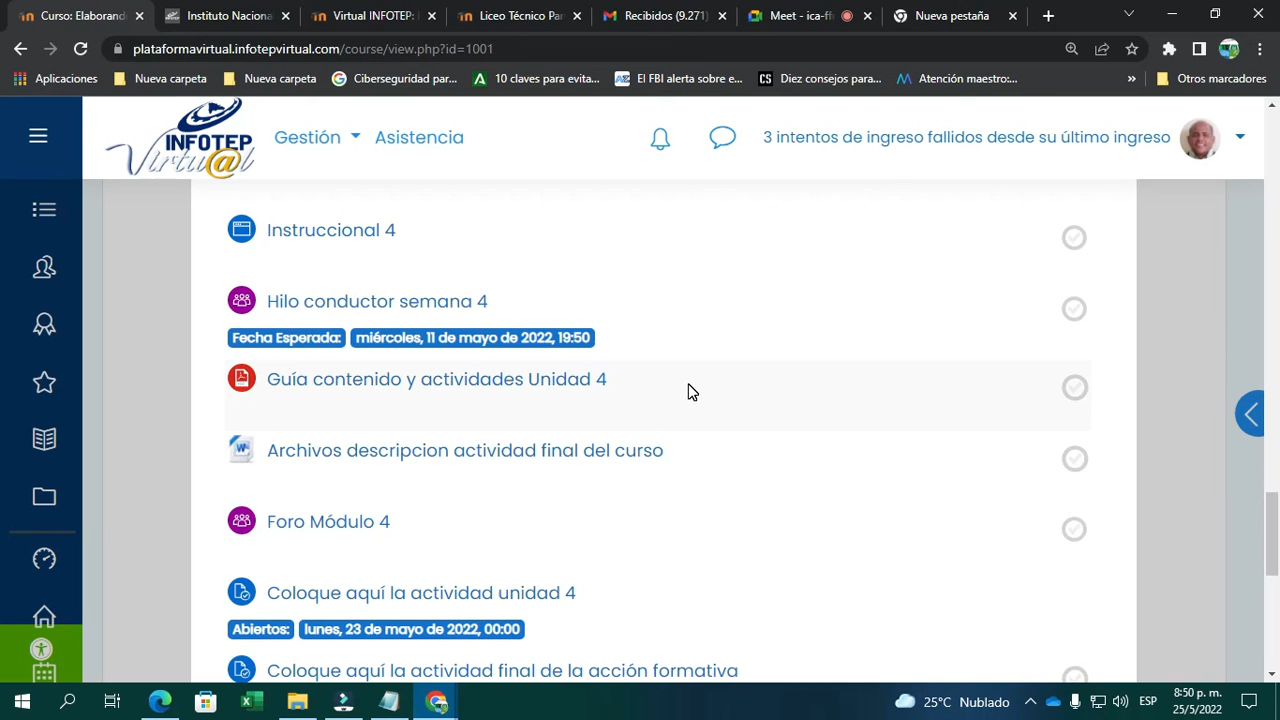 Curso: Elaborand
Instituto Naciona
Virtual INFOTEP:
Liceo Técnico Par
Recibidos (9.271)
Meet - ica-f
Nueva pestaña
plataformavirtual.infotepvirtual.com/course/view.php?id=1001
Aplicaciones
Nueva carpeta
Nueva carpeta
Ciberseguridad par...
10 claves para evita...
El FBI alerta sobre e...
Diez consejos para...
Atención maestro:...
»
Otros marcadores
INFOTEP
Virtu@l
Gestión
Asistencia
3 intentos de ingreso fallidos desde su último ingreso
Instruccional 4
Hilo conductor semana 4
Fecha Esperada: miércoles, 11 de mayo de 2022, 19:50
Guía contenido y actividades Unidad 4
Archivos descripcion actividad final del curso
Foro Módulo 4
Coloque aquí la actividad unidad 4
Abiertos: lunes, 23 de mayo de 2022, 00:00
Coloque aquí la actividad final de la acción formativa
25°C Nublado
ESP
8:50 p. m.
25/5/2022